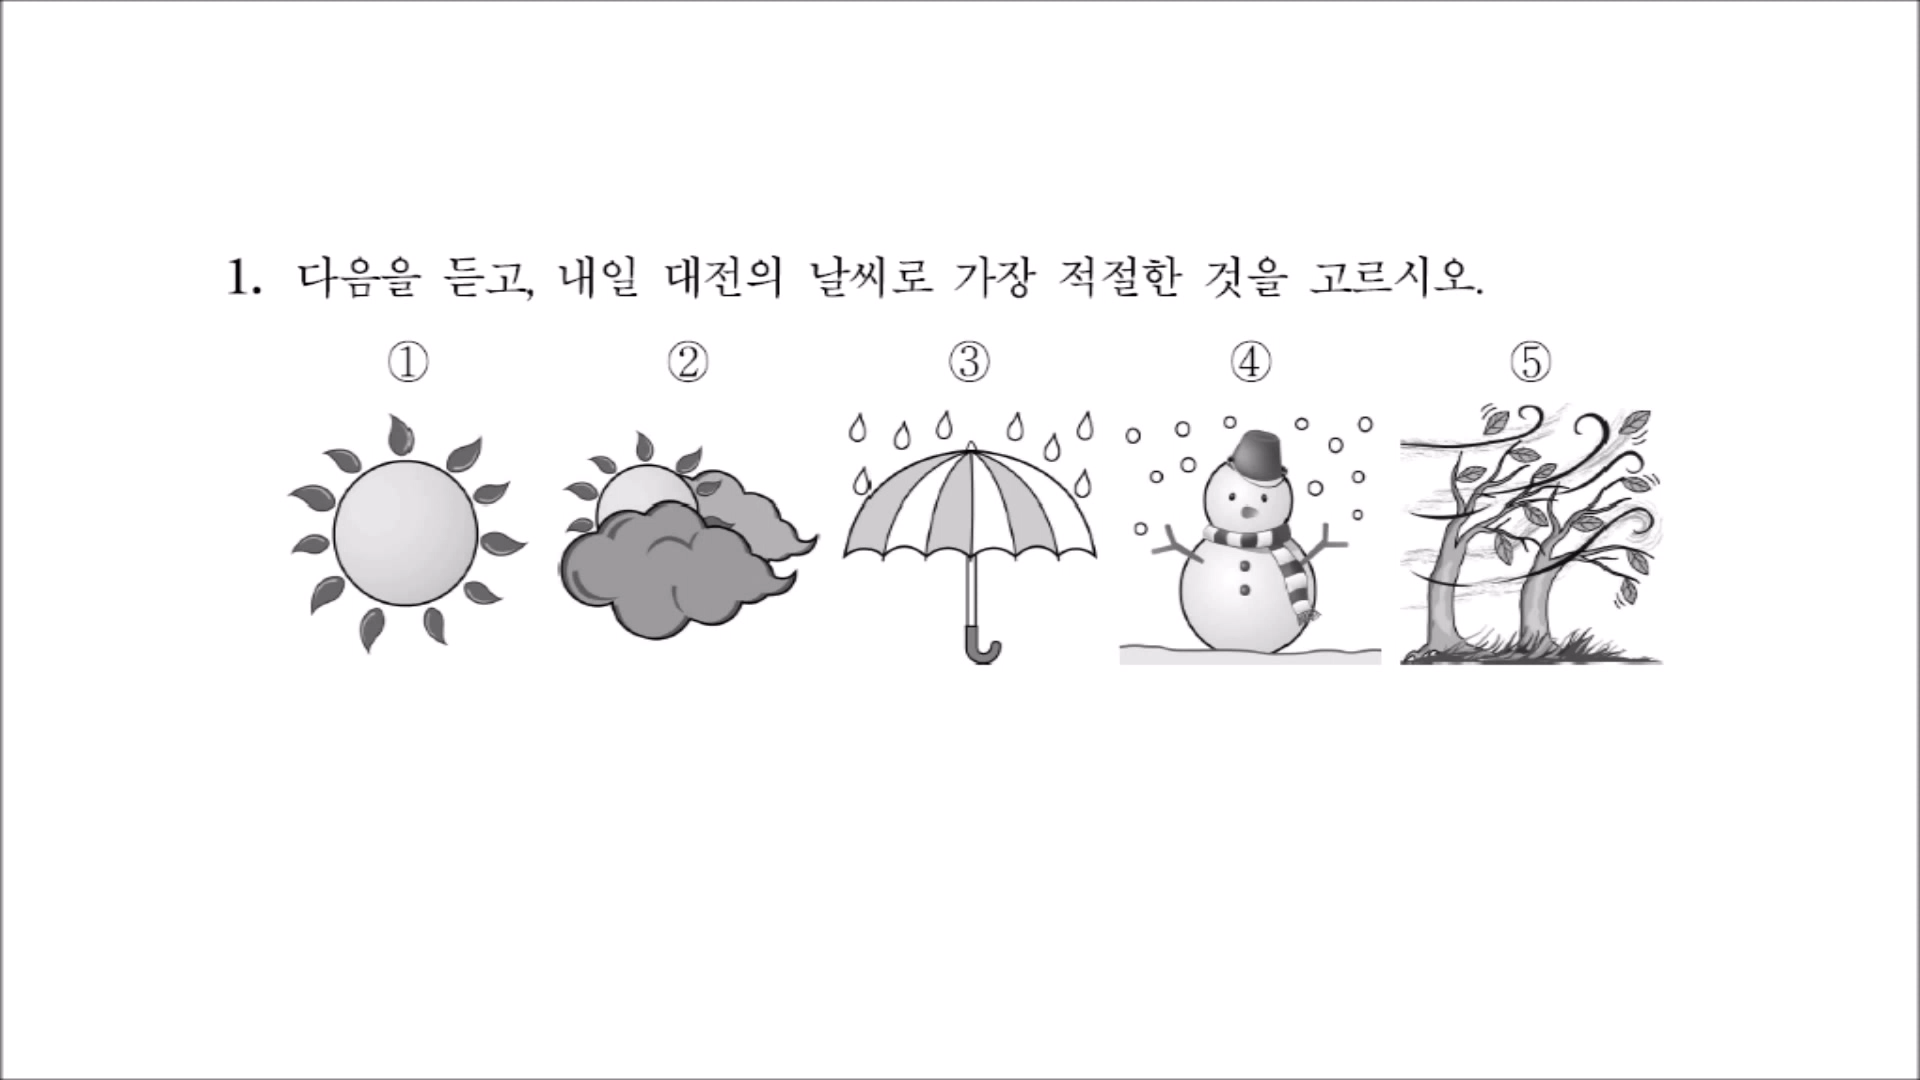 1. 다음을 듣고, 내일 대전의 날씨로 가장 적절한 것을 고르시오.
① ② ③ ④ ⑤